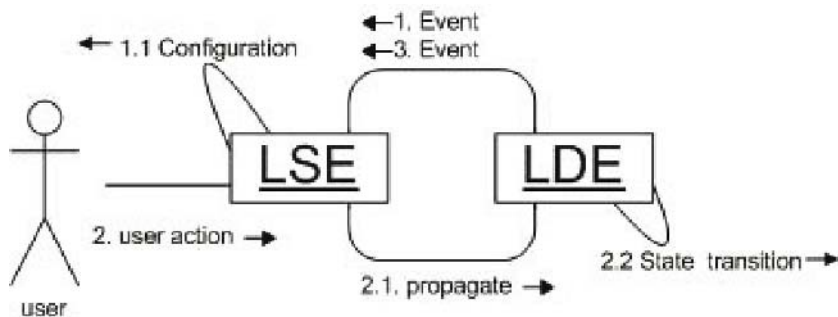 1. Event
1.1 Configuration
3. Event
LSE
LDE
2. user action
2.2 State transition
2.1. propagate
user